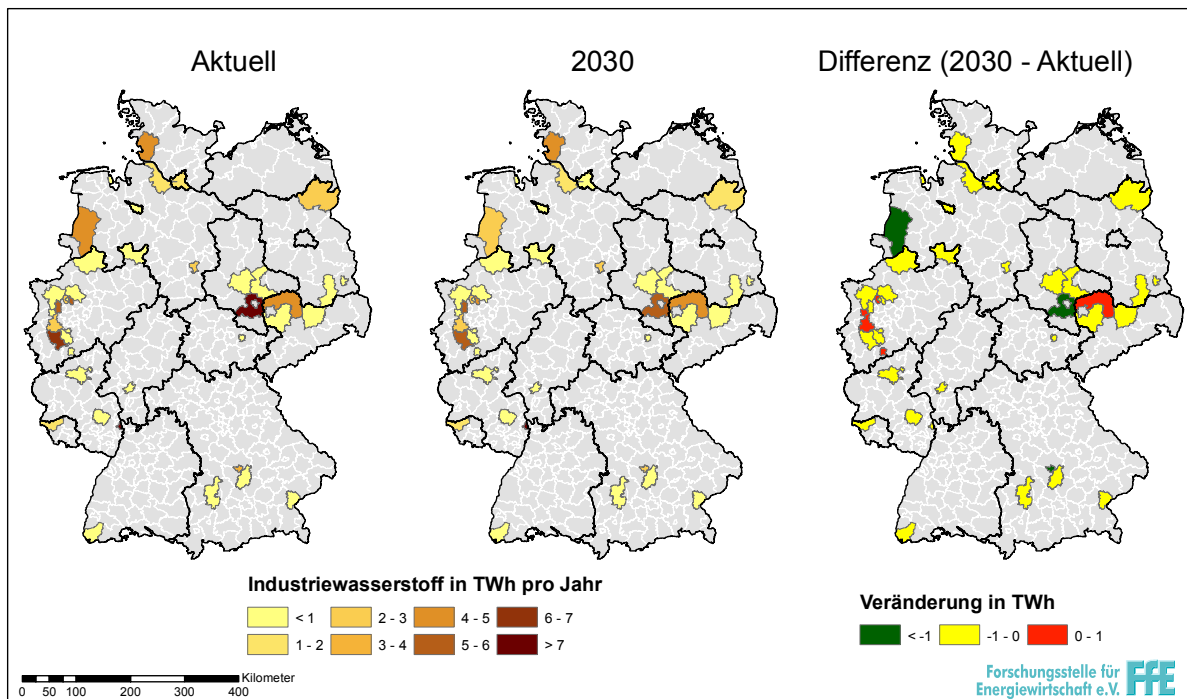 Aktuell
2030
Differenz (2030 - Aktuell)
Industriewasserstoff in TWh pro Jahr
< 1
2 - 3
4 - 5
6 - 7
1 - 2
3 - 4
5 - 6
> 7
Veränderung in TWh
< -1
-1 - 0
0 - 1
Kilometer
0 50 100 200 300 400
Forschungsstelle für
Energiewirtschaft e.V.
FfE